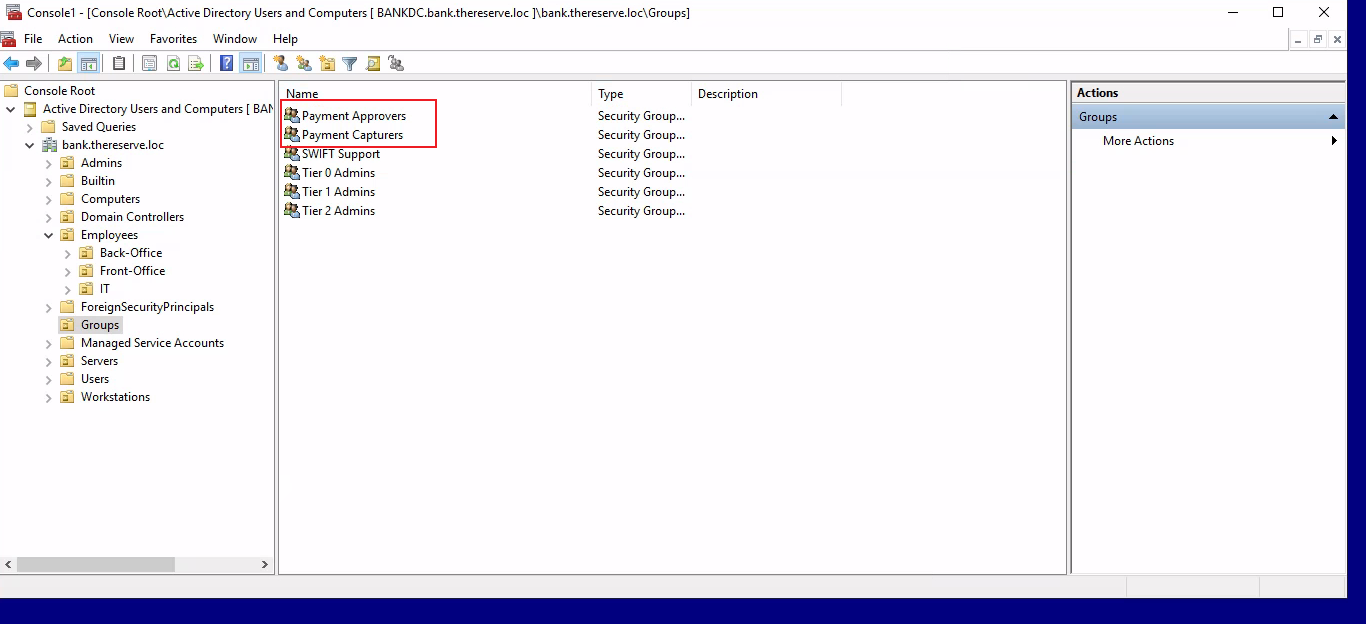 Console1 - [Console Root\Active Directory Users and Computers [ BANKDC.bank.thereserve.loc ]\bank.thereserve.loc\Groups]
File Action View Favorites Window Help
Console Root
Active Directory Users and Computers [ BAN
Saved Queries
bank.thereserve.loc
Admins
Builtin
Computers
Domain Controllers
Employees
Back-Office
Front-Office
IT
ForeignSecurityPrincipals
Groups
Managed Service Accounts
Servers
Users
Workstations
Name Type Description
Payment Approvers Security Group...
Payment Capturers Security Group...
SWIFT Support Security Group...
Tier 0 Admins Security Group...
Tier 1 Admins Security Group...
Tier 2 Admins Security Group...
Actions
Groups
More Actions